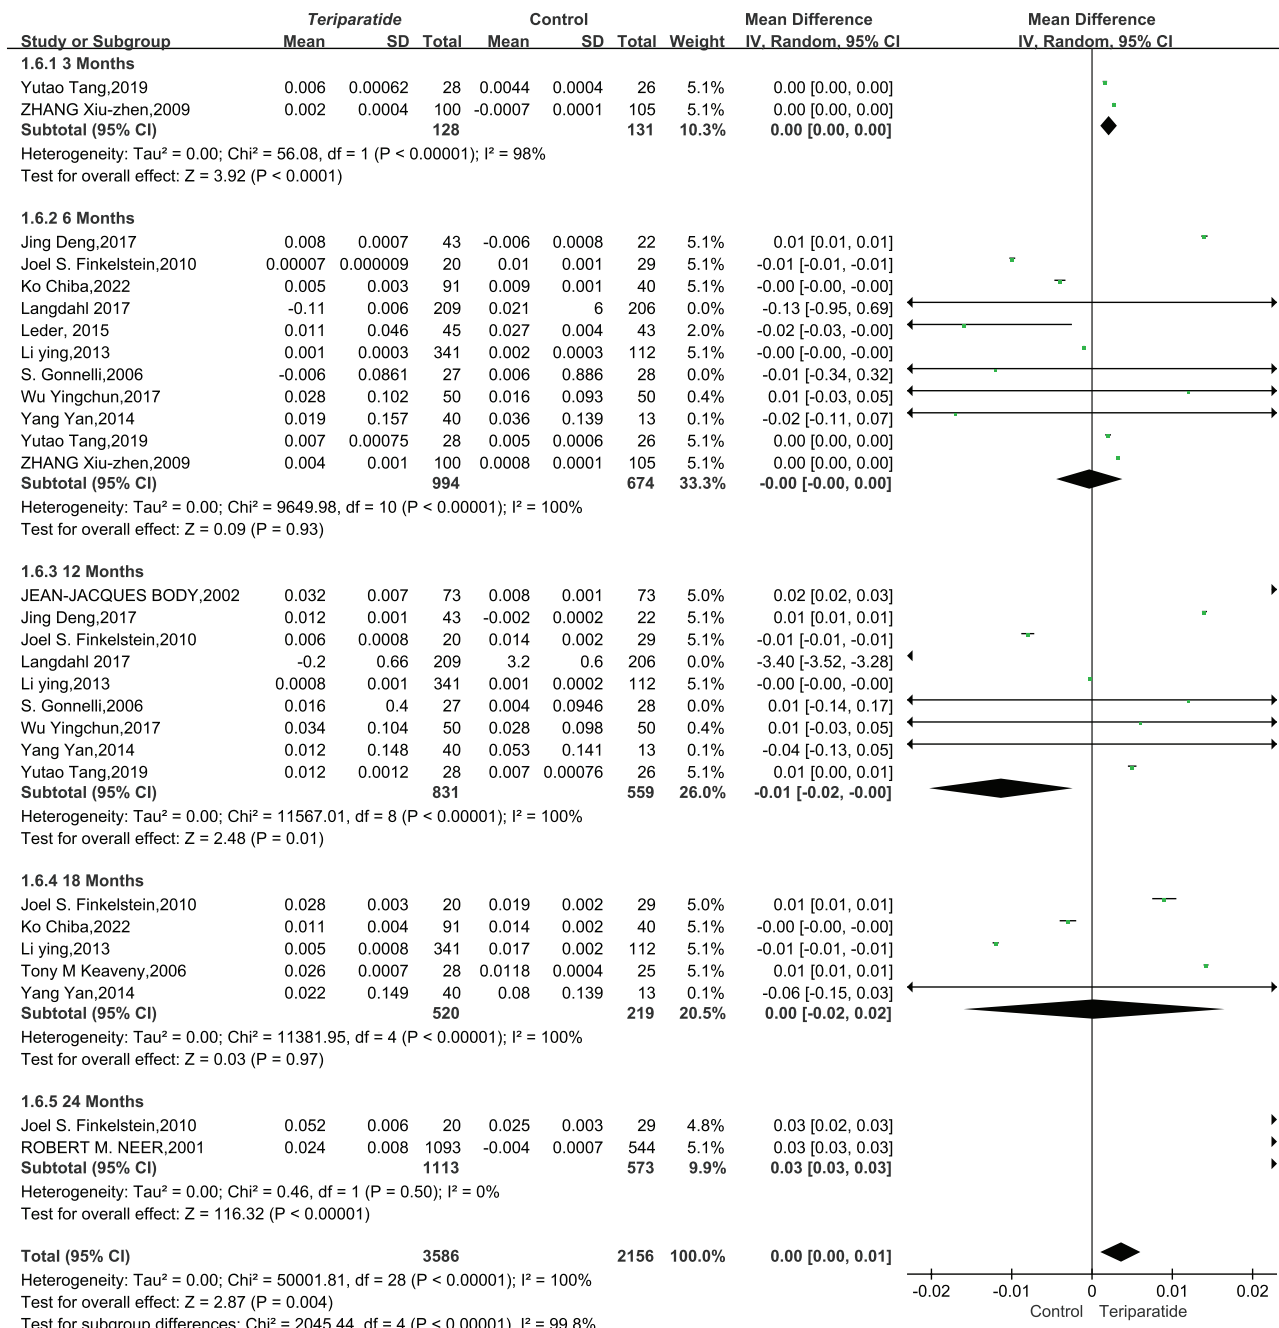 Teriparatide Control Mean Difference Mean Difference
Study or Subgroup Mean SD Total Mean SD Total Weight IV, Random, 95% CI IV, Random, 95% CI
1.6.1 3 Months
Yutao Tang,2019 0.006 0.00062 28 0.0044 0.0004 26 5.1% 0.00 [0.00, 0.00]
ZHANG Xiu-zhen,2009 0.002 0.0004 100 -0.0007 0.0001 105 5.1% 0.00 [0.00, 0.00]
Subtotal (95% CI) 128 131 10.3% 0.00 [0.00, 0.00]
Heterogeneity: Tau² = 0.00; Chi² = 56.08, df = 1 (P < 0.00001); I² = 98%
Test for overall effect: Z = 3.92 (P < 0.0001)
1.6.2 6 Months
Jing Deng,2017 0.008 0.0007 43 -0.006 0.0008 22 5.1% 0.01 [0.01, 0.01]
Joel S. Finkelstein,2010 0.00007 0.000009 20 0.01 0.001 29 5.1% -0.01 [-0.01, -0.01]
Ko Chiba,2022 0.005 0.003 91 0.009 0.001 40 5.1% -0.00 [-0.00, -0.00]
Langdahl 2017 -0.11 0.006 209 0.021 6 206 0.0% -0.13 [-0.95, 0.69]
Leder, 2015 0.011 0.046 45 0.027 0.004 43 2.0% -0.02 [-0.03, -0.00]
Li ying,2013 0.001 0.0003 341 0.002 0.0003 112 5.1% -0.00 [-0.00, -0.00]
S. Gonnelli,2006 -0.006 0.0861 27 0.006 0.886 28 0.0% -0.01 [-0.34, 0.32]
Wu Yingchun,2017 0.028 0.102 50 0.016 0.093 50 0.4% 0.01 [-0.03, 0.05]
Yang Yan,2014 0.019 0.157 40 0.036 0.139 13 0.1% -0.02 [-0.11, 0.07]
Yutao Tang,2019 0.007 0.00075 28 0.005 0.0006 26 5.1% 0.00 [0.00, 0.00]
ZHANG Xiu-zhen,2009 0.004 0.001 100 0.0008 0.0001 105 5.1% 0.00 [0.00, 0.00]
Subtotal (95% CI) 994 674 33.3% -0.00 [-0.00, 0.00]
Heterogeneity: Tau² = 0.00; Chi² = 9649.98, df = 10 (P < 0.00001); I² = 100%
Test for overall effect: Z = 0.09 (P = 0.93)
1.6.3 12 Months
JEAN-JACQUES BODY,2002 0.032 0.007 73 0.008 0.001 73 5.0% 0.02 [0.02, 0.03]
Jing Deng,2017 0.012 0.001 43 -0.002 0.0002 22 5.1% 0.01 [0.01, 0.01]
Joel S. Finkelstein,2010 0.006 0.0008 20 0.014 0.002 29 5.1% -0.01 [-0.01, -0.01]
Langdahl 2017 -0.2 0.66 209 3.2 0.6 206 0.0% -3.40 [-3.52, -3.28]
Li ying,2013 0.0008 0.001 341 0.001 0.0002 112 5.1% -0.00 [-0.00, -0.00]
S. Gonnelli,2006 0.016 0.4 27 0.004 0.0946 28 0.0% 0.01 [-0.14, 0.17]
Wu Yingchun,2017 0.034 0.104 50 0.028 0.098 50 0.4% 0.01 [-0.03, 0.05]
Yang Yan,2014 0.012 0.148 40 0.053 0.141 13 0.1% -0.04 [-0.13, 0.05]
Yutao Tang,2019 0.012 0.0012 28 0.007 0.00076 26 5.1% 0.01 [0.00, 0.01]
Subtotal (95% CI) 831 559 26.0% -0.01 [-0.02, -0.00]
Heterogeneity: Tau² = 0.00; Chi² = 11567.01, df = 8 (P < 0.00001); I² = 100%
Test for overall effect: Z = 2.48 (P = 0.01)
1.6.4 18 Months
Joel S. Finkelstein,2010 0.028 0.003 20 0.019 0.002 29 5.0% 0.01 [0.01, 0.01]
Ko Chiba,2022 0.011 0.004 91 0.014 0.002 40 5.1% -0.00 [-0.00, -0.00]
Li ying,2013 0.005 0.0008 341 0.017 0.002 112 5.1% -0.01 [-0.01, -0.01]
Tony M Keaveny,2006 0.026 0.0007 28 0.0118 0.0004 25 5.1% 0.01 [0.01, 0.01]
Yang Yan,2014 0.022 0.149 40 0.08 0.139 13 0.1% -0.06 [-0.15, 0.03]
Subtotal (95% CI) 520 219 20.5% 0.00 [-0.02, 0.02]
Heterogeneity: Tau² = 0.00; Chi² = 11381.95, df = 4 (P < 0.00001); I² = 100%
Test for overall effect: Z = 0.03 (P = 0.97)
1.6.5 24 Months
Joel S. Finkelstein,2010 0.052 0.006 20 0.025 0.003 29 4.8% 0.03 [0.02, 0.03]
ROBERT M. NEER,2001 0.024 0.008 1093 -0.004 0.0007 544 5.1% 0.03 [0.03, 0.03]
Subtotal (95% CI) 1113 573 9.9% 0.03 [0.03, 0.03]
Heterogeneity: Tau² = 0.00; Chi² = 0.46, df = 1 (P = 0.50); I² = 0%
Test for overall effect: Z = 116.32 (P < 0.00001)
Total (95% CI) 3586 2156 100.0% 0.00 [0.00, 0.01]
Heterogeneity: Tau² = 0.00; Chi² = 50001.81, df = 28 (P < 0.00001); I² = 100%
Test for overall effect: Z = 2.87 (P = 0.004)
Test for subgroup differences: Chi² = 2045.44, df = 4 (P < 0.00001), I² = 99.8%
-0.02 -0.01 0 0.01 0.02
Control Teriparatide